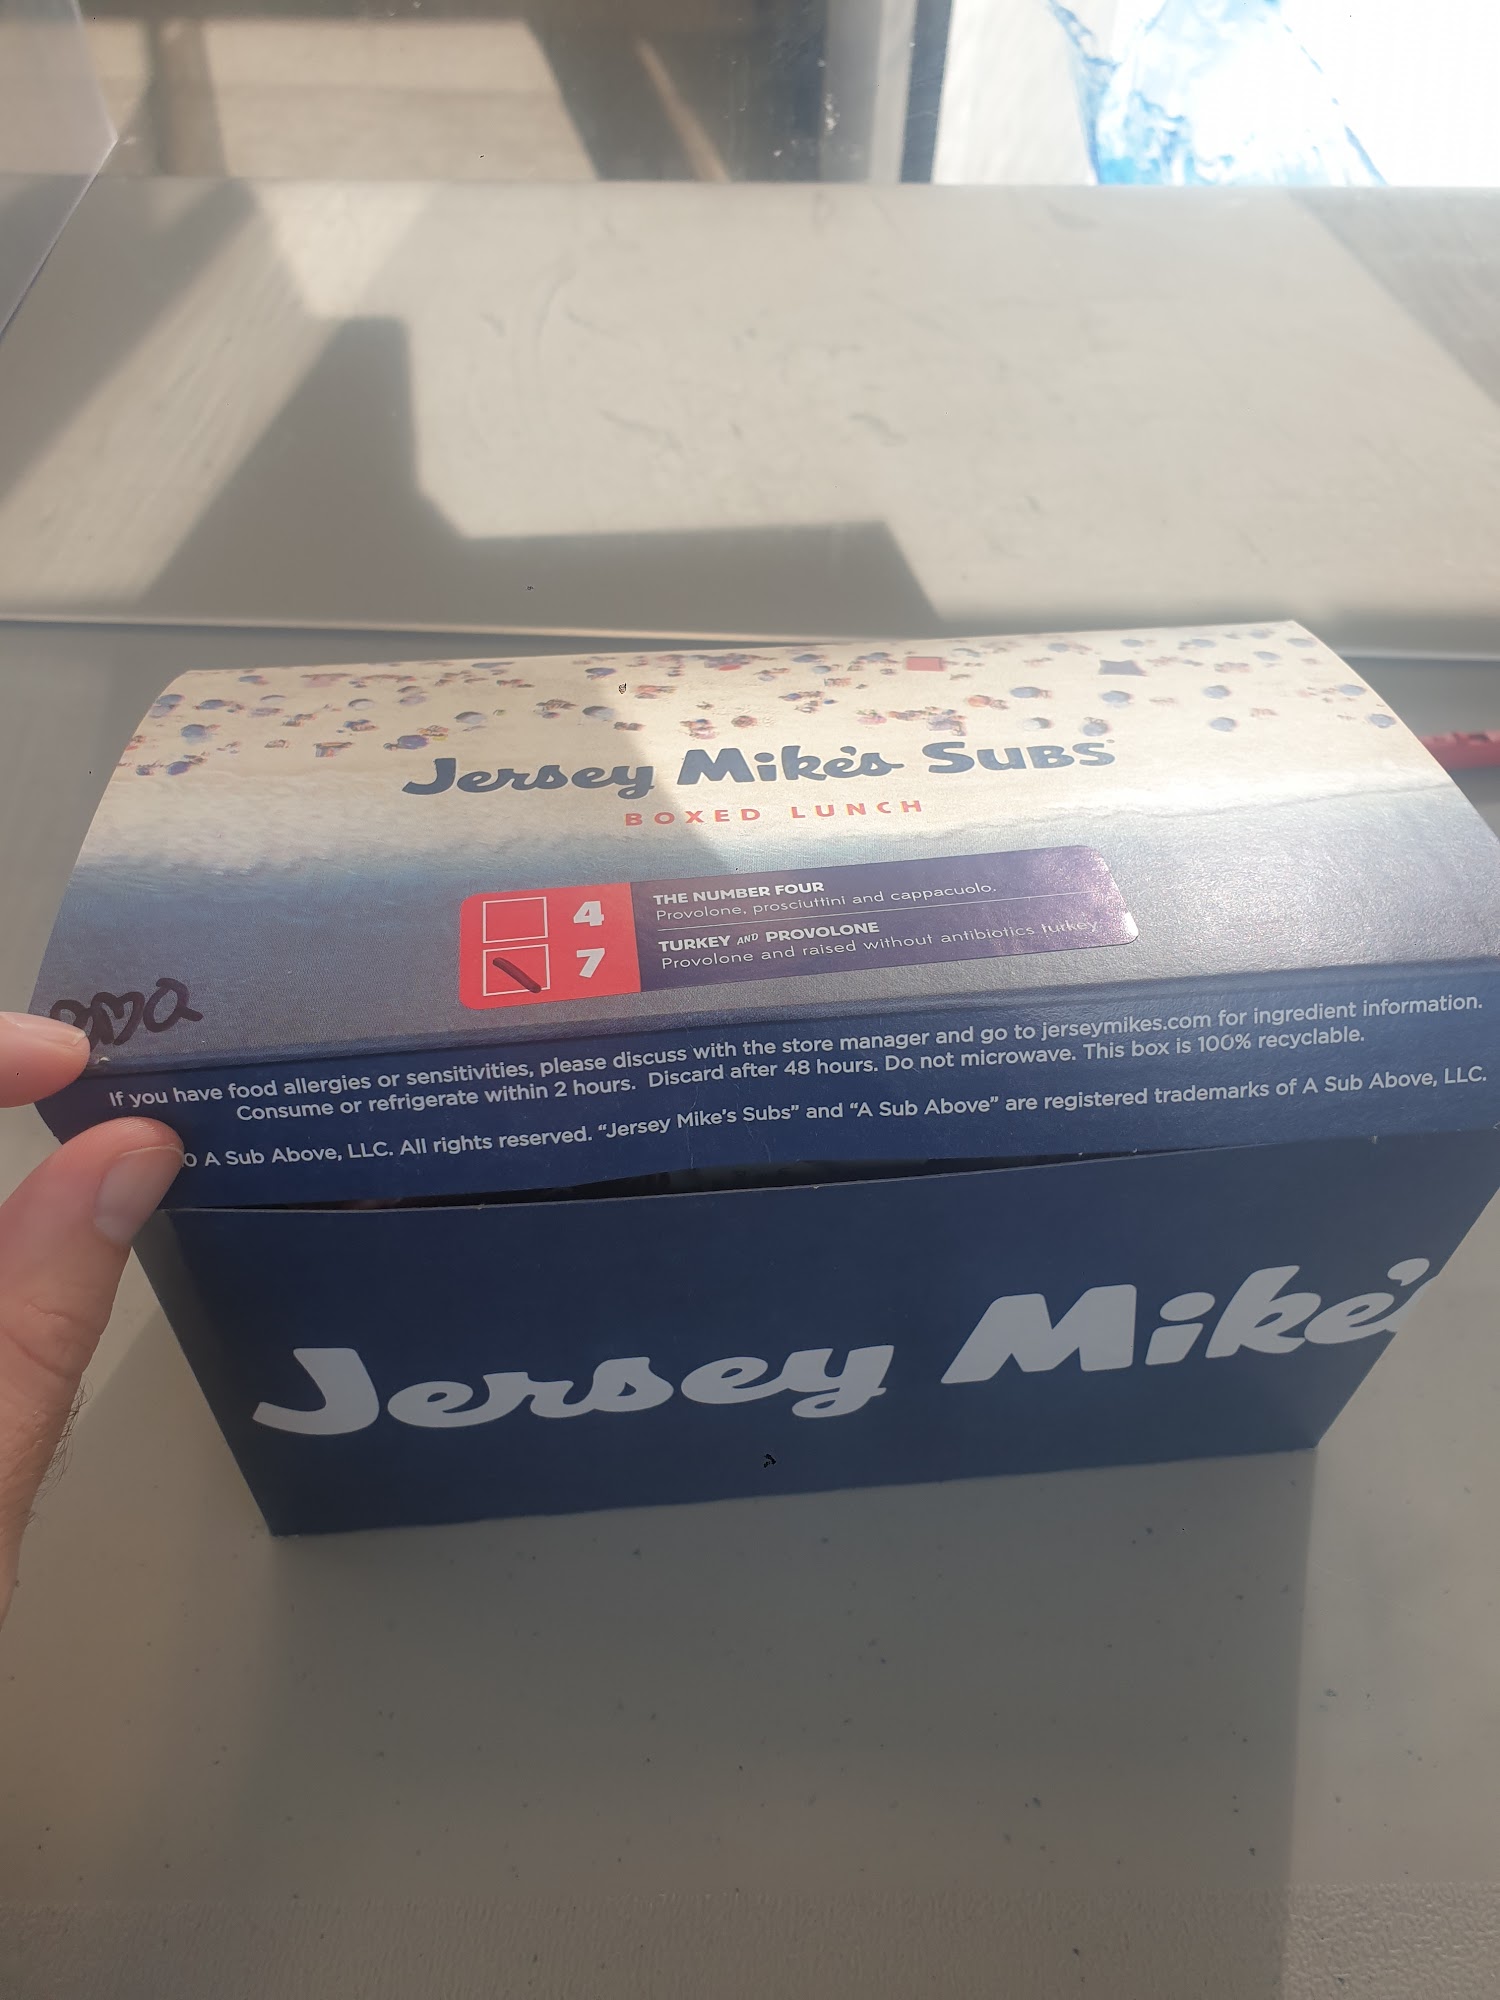 Jersey Mike's SUBS
BOXED LUNCH
4 THE NUMBER FOUR
Provolone, prosciuttini and cappacuolo.
7 TURKEY AND PROVOLONE
Provolone and raised without antibiotics turkey
If you have food allergies or sensitivities, please discuss with the store manager and go to jerseymikes.com for ingredient information.
Consume or refrigerate within 2 hours. Discard after 48 hours. Do not microwave. This box is 100% recyclable.
A Sub Above, LLC. All rights reserved. “Jersey Mike’s Subs” and “A Sub Above” are registered trademarks of A Sub Above, LLC.
Jersey Mike's